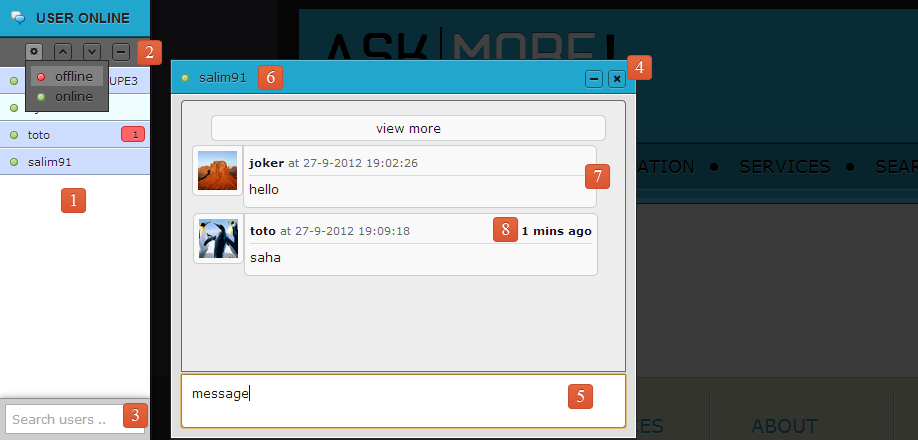 USER ONLINE
2
offline
UPE3
online
toto
1
salim91
1
Search users ..
3
ASK MORE!
SERVICES
SEAR
ABOUT
salim91
6
4
view more
joker at 27-9-2012 19:02:26
hello
7
toto at 27-9-2012 19:09:18
8
1 mins ago
saha
message
5